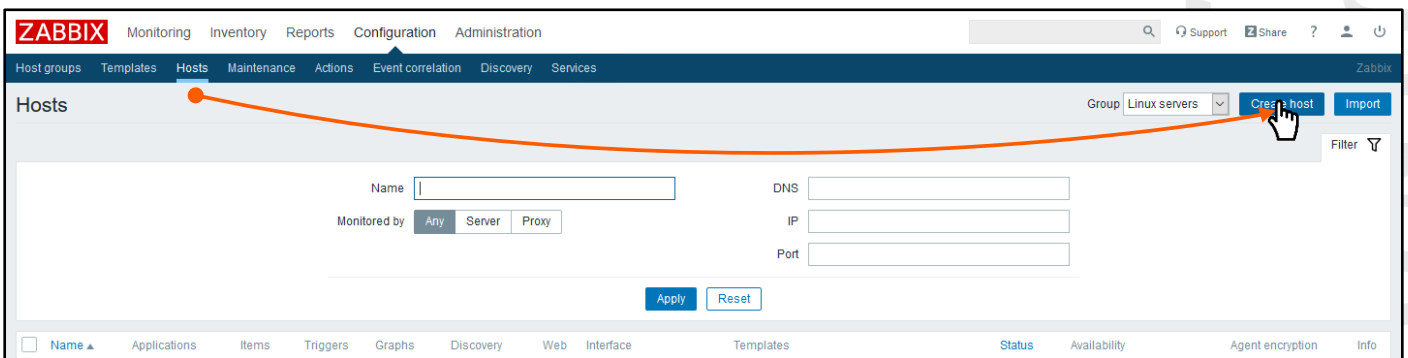 ZABBIX Monitoring Inventory Reports Configuration Administration Support Z Share ?
Host groups Templates Hosts Maintenance Actions Event correlation Discovery Services Zabbix
Hosts Group Linux servers Create host Import
Filter
Name DNS
Monitored by Any Server Proxy IP
Port
Apply Reset
Name Applications Items Triggers Graphs Discovery Web Interface Templates Status Availability Agent encryption Info